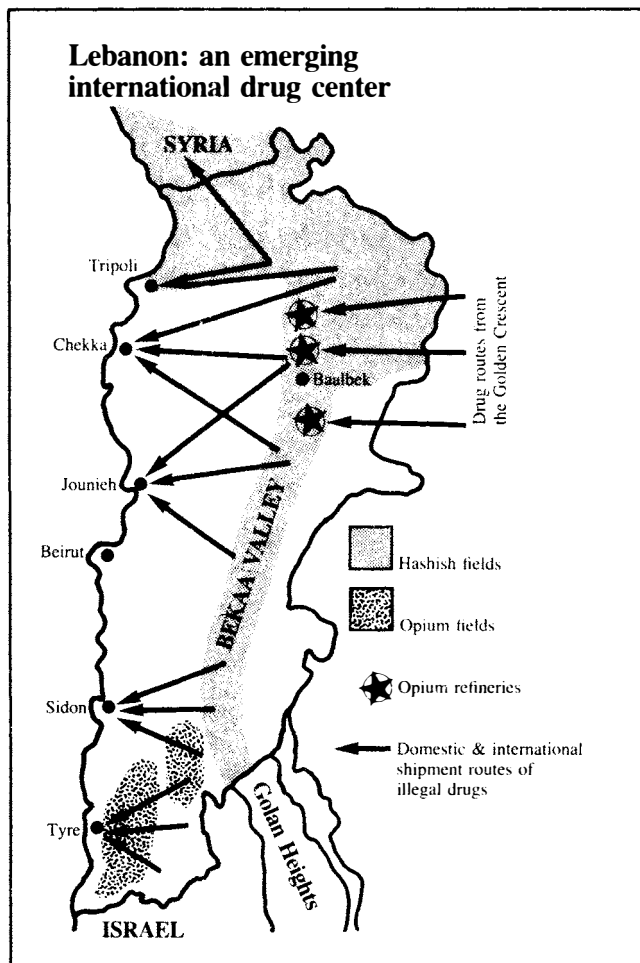 Lebanon: an emerging
international drug center
SYRIA
Tripoli
Chekka
Baalbek
Drug routes from
the Golden Crescent
Jounieh
Beirut
BEKAA VALLEY
Hashish fields
Opium fields
Sidon
Opium refineries
Domestic & international
shipment routes of
illegal drugs
Tyre
Golan Heights
ISRAEL